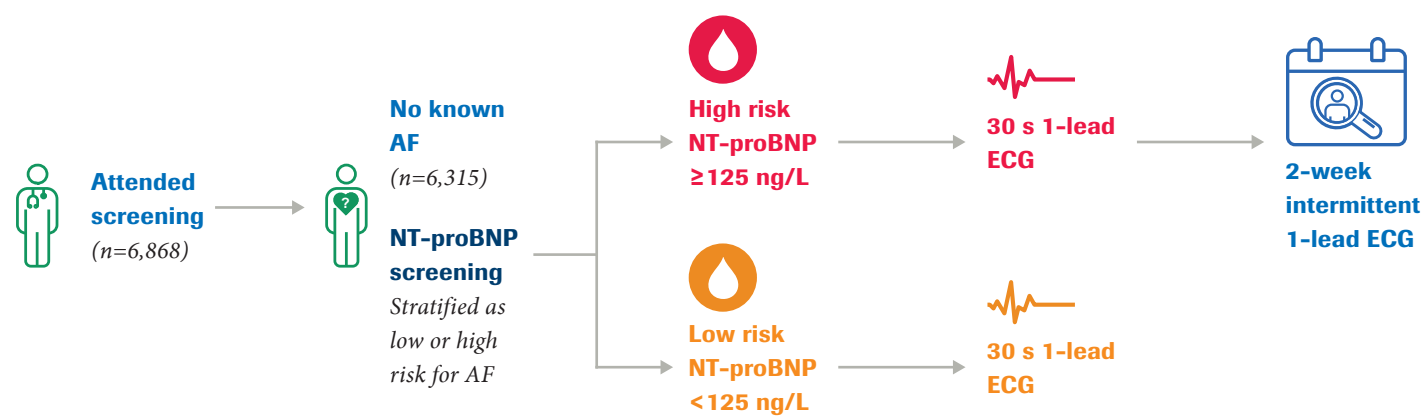 Attended
screening
(n=6,868)
No known
AF
(n=6,315)
?
NT-proBNP
screening
Stratified as
low or high
risk for AF
High risk
NT-proBNP
≥125 ng/L
30 s 1-lead
ECG
2-week
intermittent
1-lead ECG
Low risk
NT-proBNP
<125 ng/L
30 s 1-lead
ECG